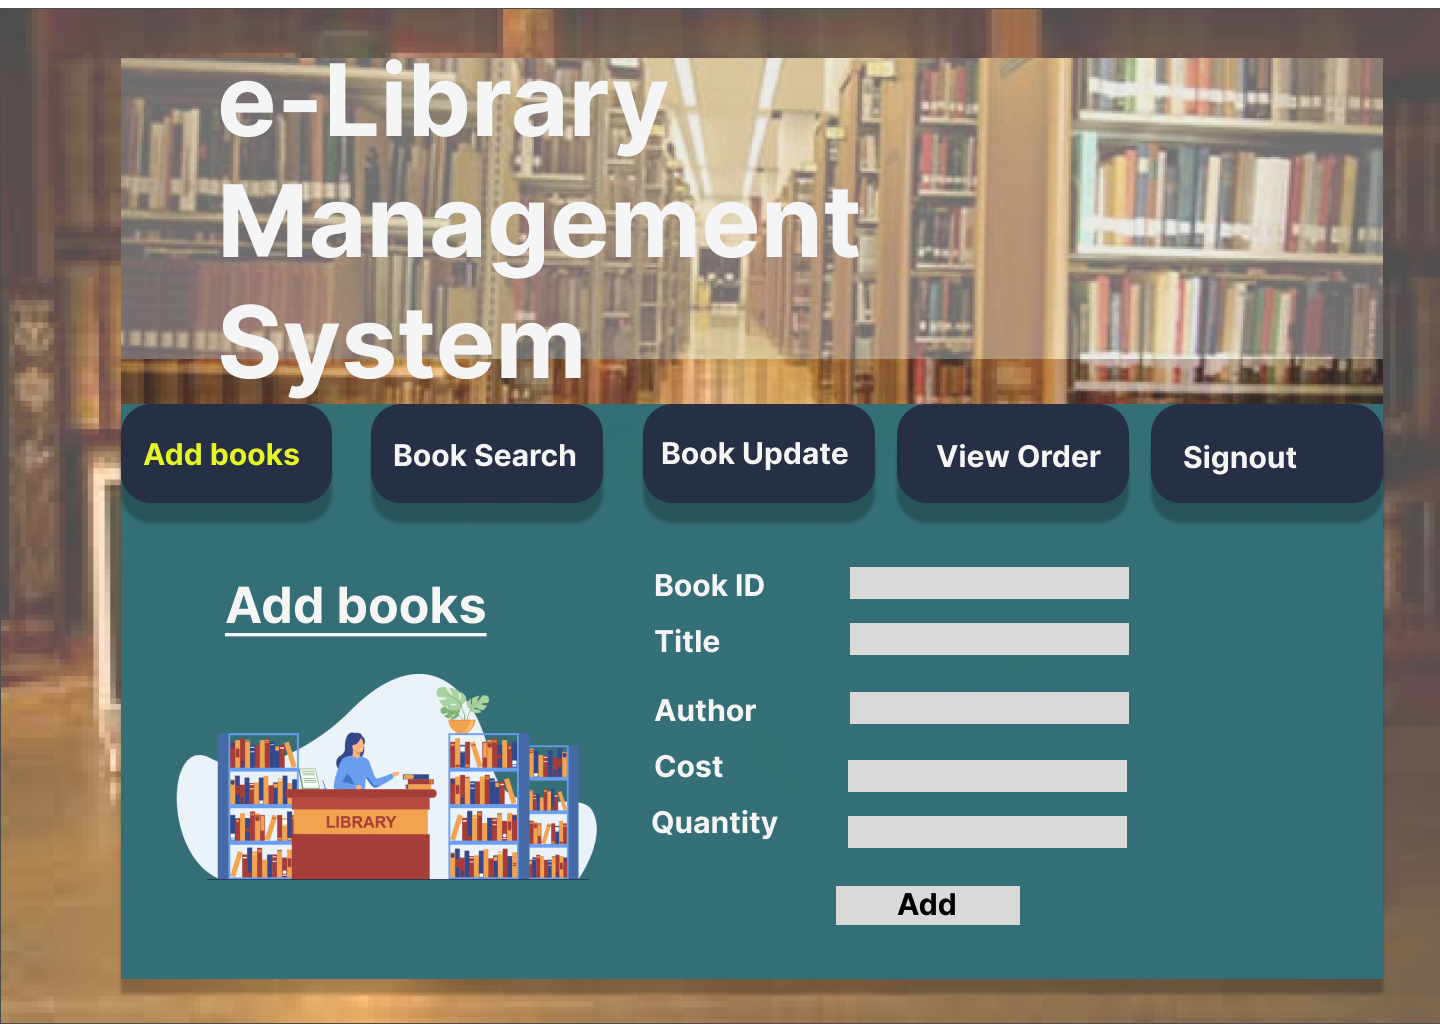 e-Library
Management
System
Add books
Book Search
Book Update
View Order
Signout
Add books
Book ID
Title
Author
Cost
Quantity
LIBRARY
Add